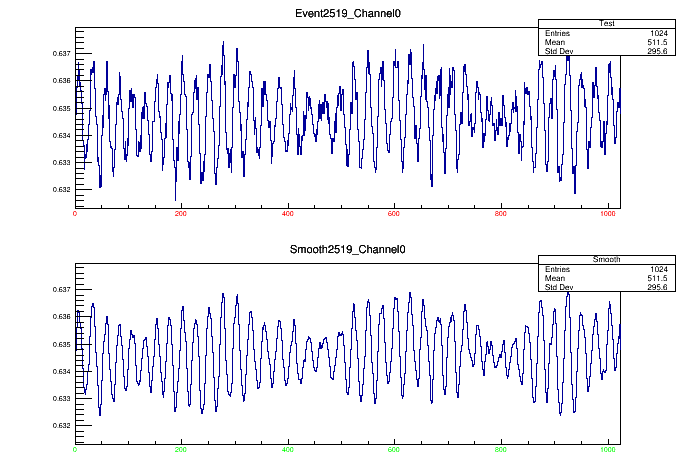 Event2519_Channel0
Test
Entries 1024
Mean 511.5
Std Dev 295.6
0.637
0.636
0.635
0.634
0.633
0.632
0 200 400 600 800 1000
Smooth2519_Channel0
Smooth
Entries 1024
Mean 511.5
Std Dev 295.6
0.637
0.636
0.635
0.634
0.633
0.632
0 200 400 600 800 1000